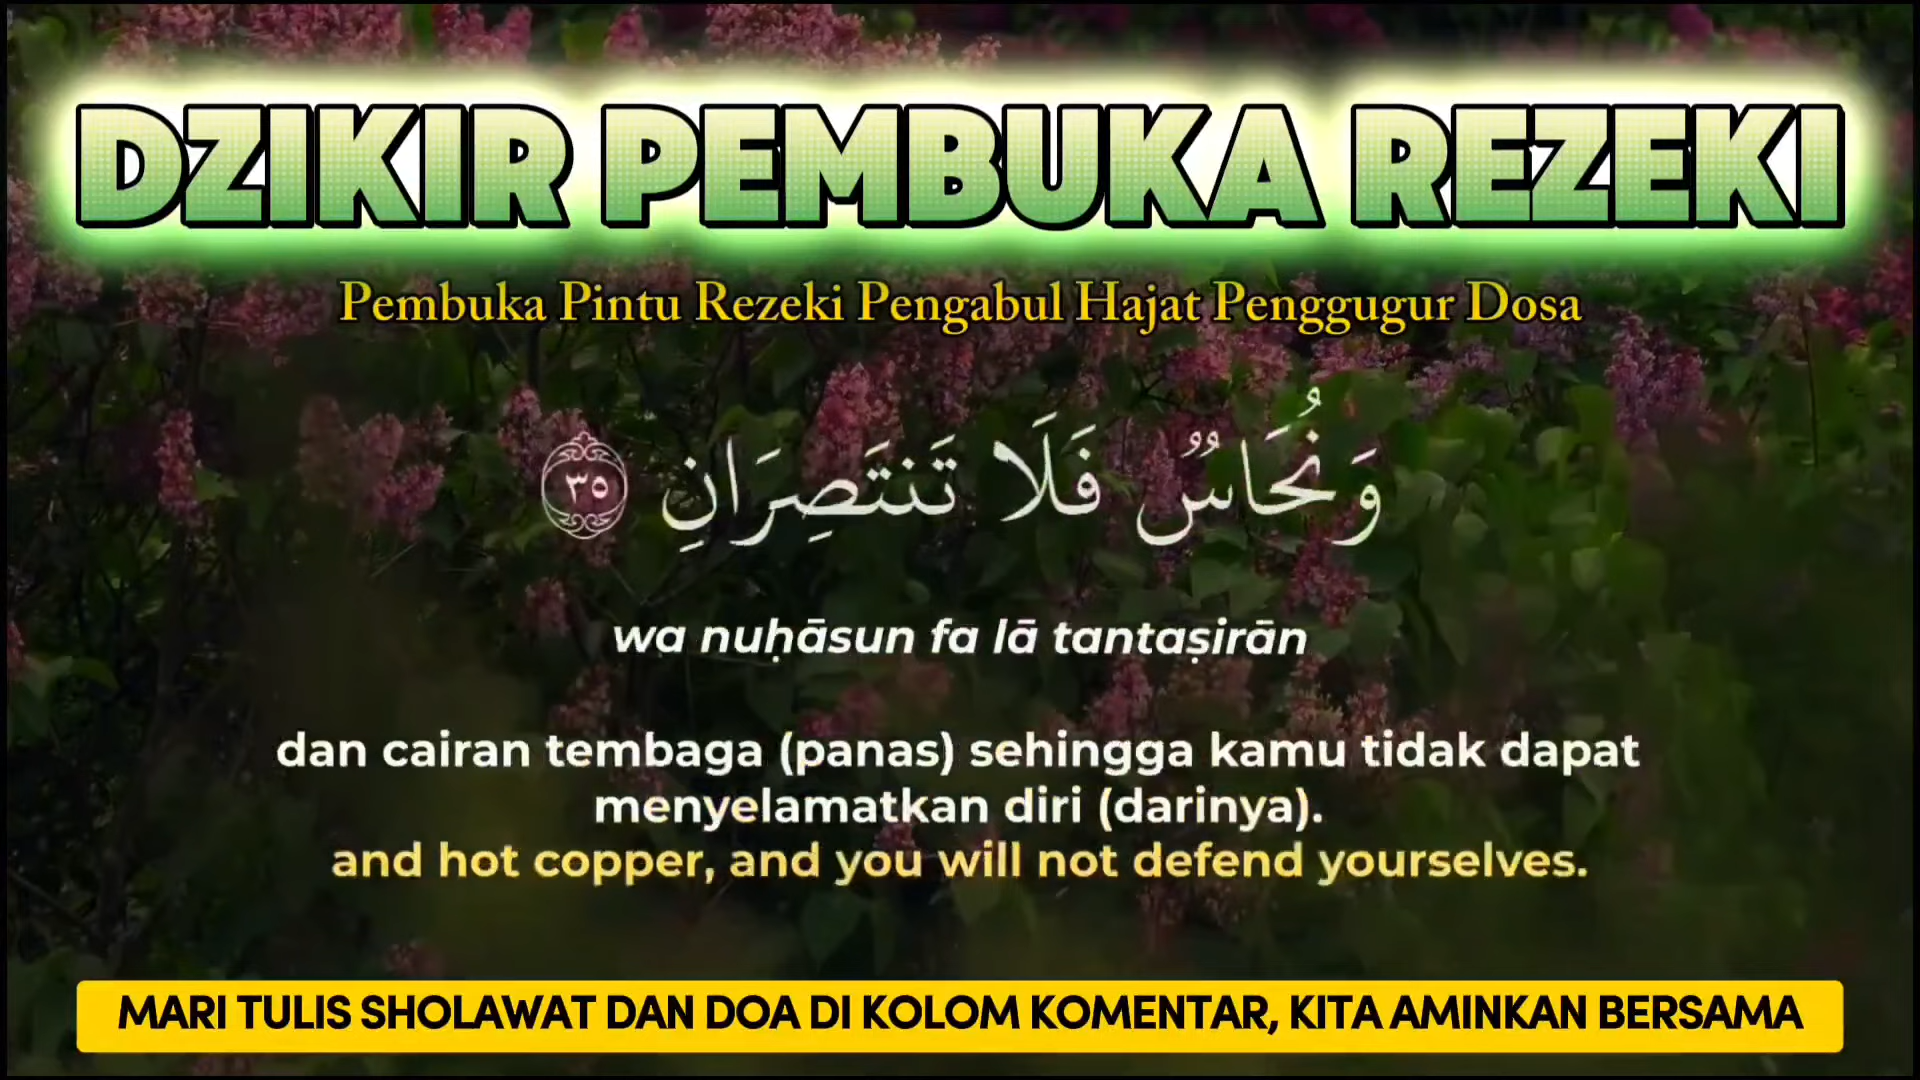 DZIKIR PEMBUKA REZEKI
Pembuka Pintu Rezeki Pengabul Hajat Penggugur Dosa
وَنُحَاسٌ فَلَا تَنتَصِرَانِ ٣٥
wa nuḥāsun fa lā tantaṣirān
dan cairan tembaga (panas) sehingga kamu tidak dapat
menyelamatkan diri (darinya).
and hot copper, and you will not defend yourselves.
MARI TULIS SHOLAWAT DAN DOA DI KOLOM KOMENTAR, KITA AMINKAN BERSAMA